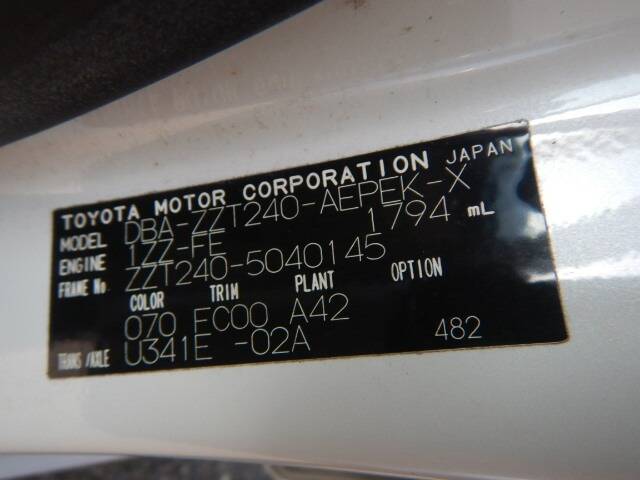 TOYOTA MOTOR CORPORATION JAPAN
MODEL DBA-ZZT240-AEPEK-X
ENGINE 1ZZ-FE 1794 mL
FRAME No. ZZT240-5040145
COLOR TRIM PLANT OPTION
070 FC00 A42
TRANS/AXLE U341E -02A 482